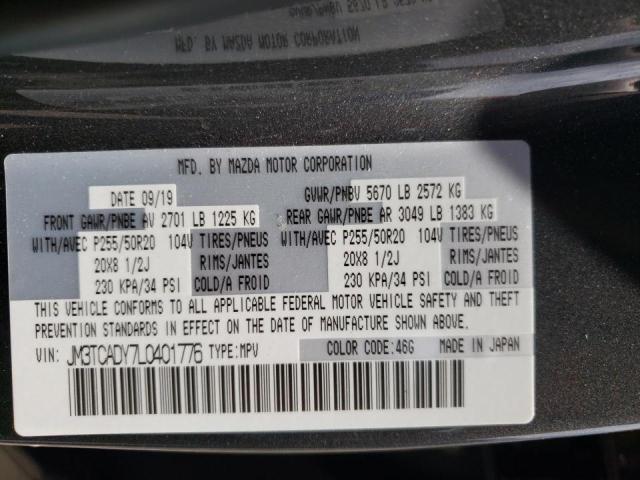 MFD. BY MAZDA MOTOR CORPORATION
DATE 09/19 GVWR/PNBV 5670 LB 2572 KG
FRONT GAWR/PNBE AV 2701 LB 1225 KG REAR GAWR/PNBE AR 3049 LB 1383 KG
WITH/AVEC P255/50R20 104V TIRES/PNEUS WITH/AVEC P255/50R20 104V TIRES/PNEUS
20X8 1/2J RIMS/JANTES 20X8 1/2J RIMS/JANTES
230 KPA/34 PSI COLD/A FROID 230 KPA/34 PSI COLD/A FROID
THIS VEHICLE CONFORMS TO ALL APPLICABLE FEDERAL MOTOR VEHICLE SAFETY AND THEFT
PREVENTION STANDARDS IN EFFECT ON THE DATE OF MANUFACTURE SHOWN ABOVE.
VIN: JM3TCADY7L0401776 TYPE:MPV COLOR CODE:46G MADE IN JAPAN